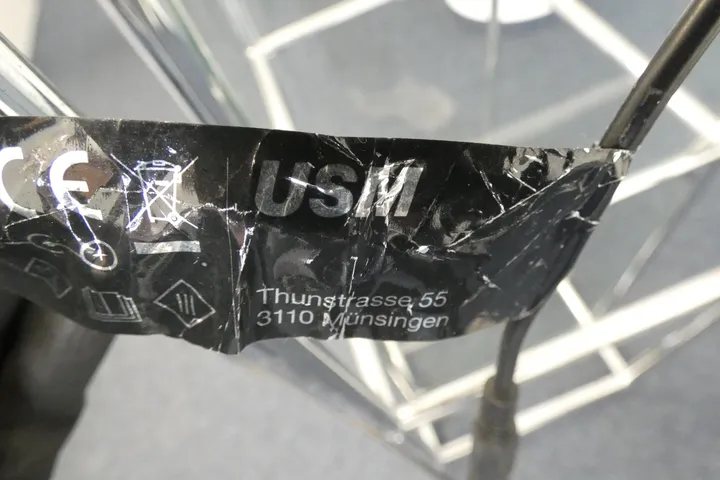 CE
USM
Thunstrasse 55
3110 Münsingen